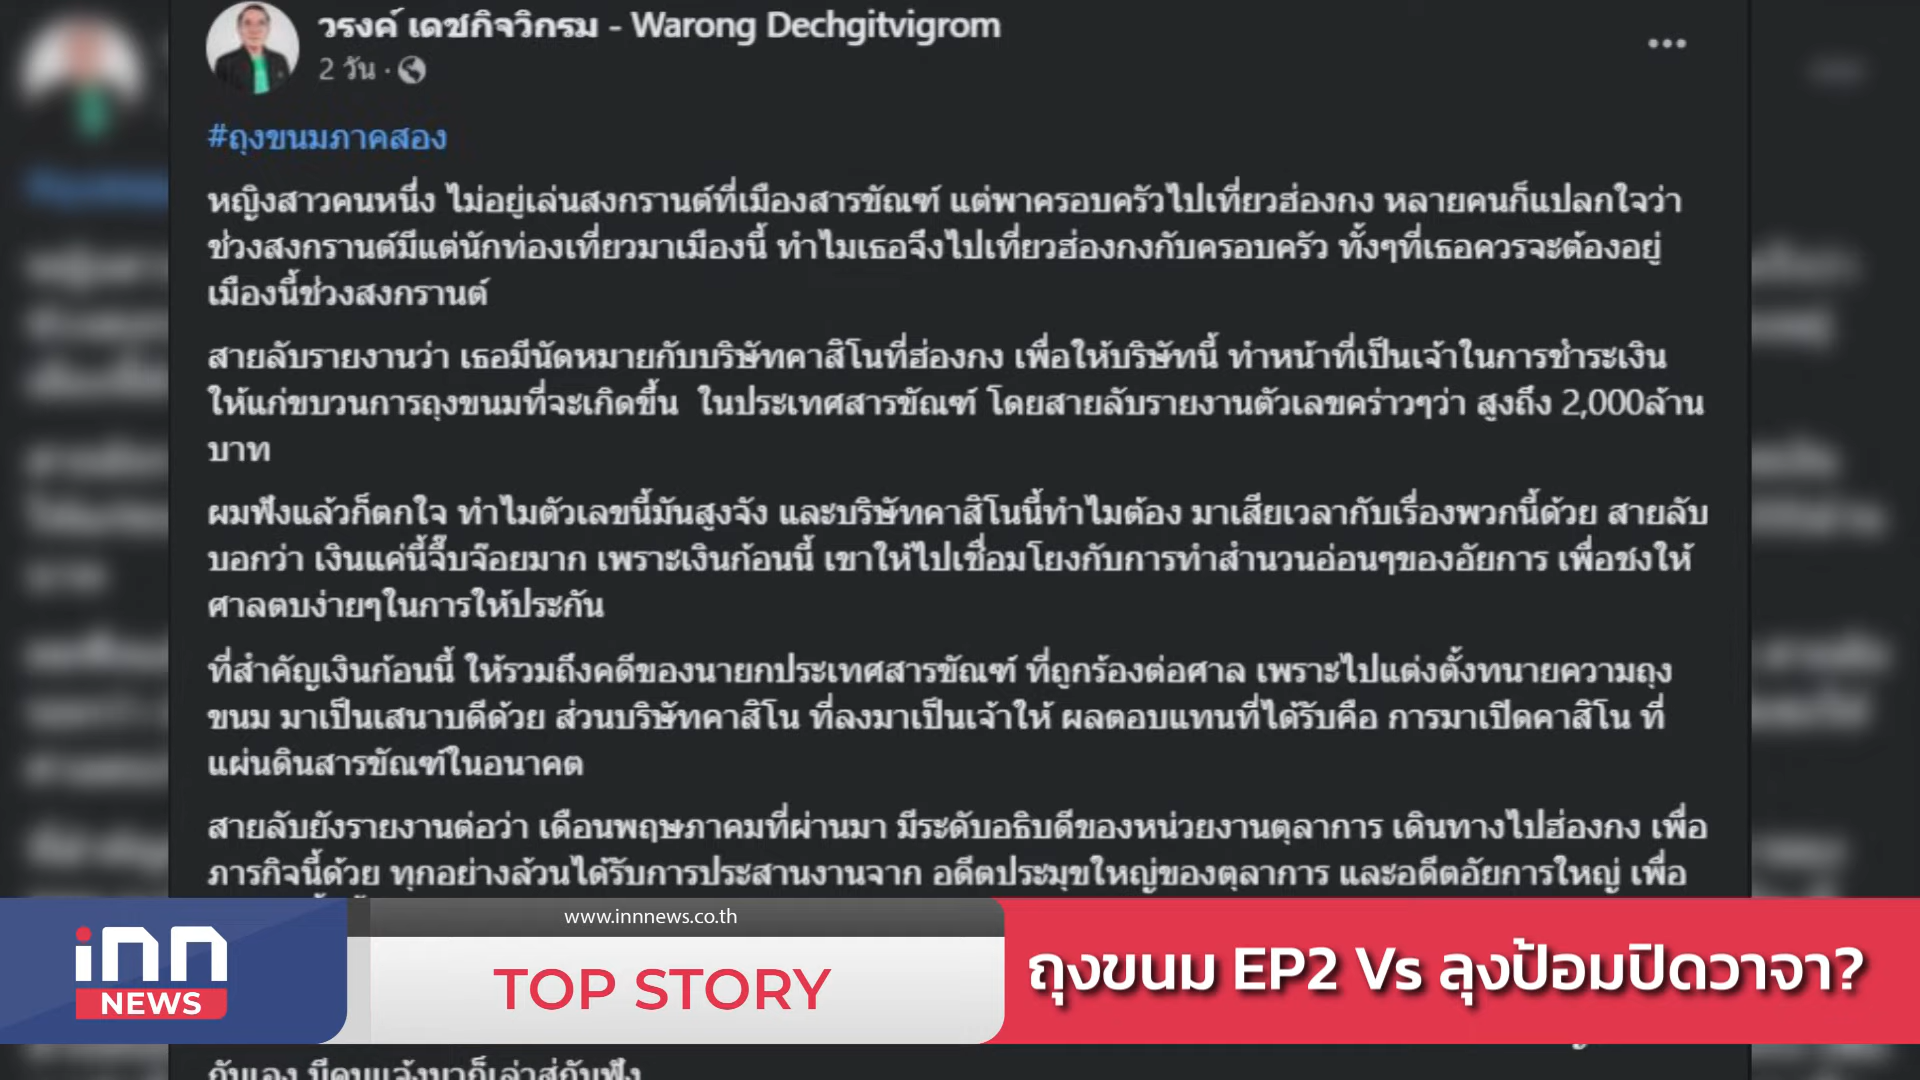 วรงค์ เดชกิจวิกรม - Warong Dechgitvigrom
2 วัน ·
#ถุงขนมภาคสอง
หญิงสาวคนหนึ่ง ไม่อยู่เล่นสงกรานต์ที่เมืองสารขัณฑ์ แต่พาครอบครัวไปเที่ยวฮ่องกง หลายคนก็แปลกใจว่า
ช่วงสงกรานต์มีแต่นักท่องเที่ยวมาเมืองนี้ ทำไมเธอจึงไปเที่ยวฮ่องกงกับครอบครัว ทั้งๆที่เธอควรจะต้องอยู่
เมืองนี้ช่วงสงกรานต์
สายลับรายงานว่า เธอมีนัดหมายกับบริษัทคาสิโนที่ฮ่องกง เพื่อให้บริษัทนี้ ทำหน้าที่เป็นเจ้าในการชำระเงิน
ให้แก่ขบวนการถุงขนมที่จะเกิดขึ้น ในประเทศสารขัณฑ์ โดยสายลับรายงานตัวเลขคร่าวๆว่า สูงถึง 2,000ล้าน
บาท
ผมฟังแล้วก็ตกใจ ทำไมตัวเลขนี้มันสูงจัง และบริษัทคาสิโนนี้ทำไมต้อง มาเสียเวลากับเรื่องพวกนี้ด้วย สายลับ
บอกว่า เงินแค่นี้จิ๊บจ๊อยมาก เพราะเงินก้อนนี้ เขาให้ไปเชื่อมโยงกับการทำสำนวนอ่อนๆของอัยการ เพื่อชงให้
ศาลตบง่ายๆในการให้ประกัน
ที่สำคัญเงินก้อนนี้ ให้รวมถึงคดีของนายกประเทศสารขัณฑ์ ที่ถูกร้องต่อศาล เพราะไปแต่งตั้งทนายความถุง
ขนม มาเป็นเสนาบดีด้วย ส่วนบริษัทคาสิโน ที่ลงมาเป็นเจ้าให้ ผลตอบแทนที่ได้รับคือ การมาเปิดคาสิโน ที่
แผ่นดินสารขัณฑ์ในอนาคต
สายลับยังรายงานต่อว่า เดือนพฤษภาคมที่ผ่านมา มีระดับอธิบดีของหน่วยงานตุลาการ เดินทางไปฮ่องกง เพื่อ
ภารกิจนี้ด้วย ทุกอย่างล้วนได้รับการประสานงานจาก อดีตประมุขใหญ่ของตุลาการ และอดีตอัยการใหญ่ เพื่อ
inn
NEWS
www.innnews.co.th
TOP STORY
ถุงขนม EP2 Vs ลุงป้อมปิดวาจา?
กันเอง มีคนแจ้งมาก็เล่าสู่กันฟัง